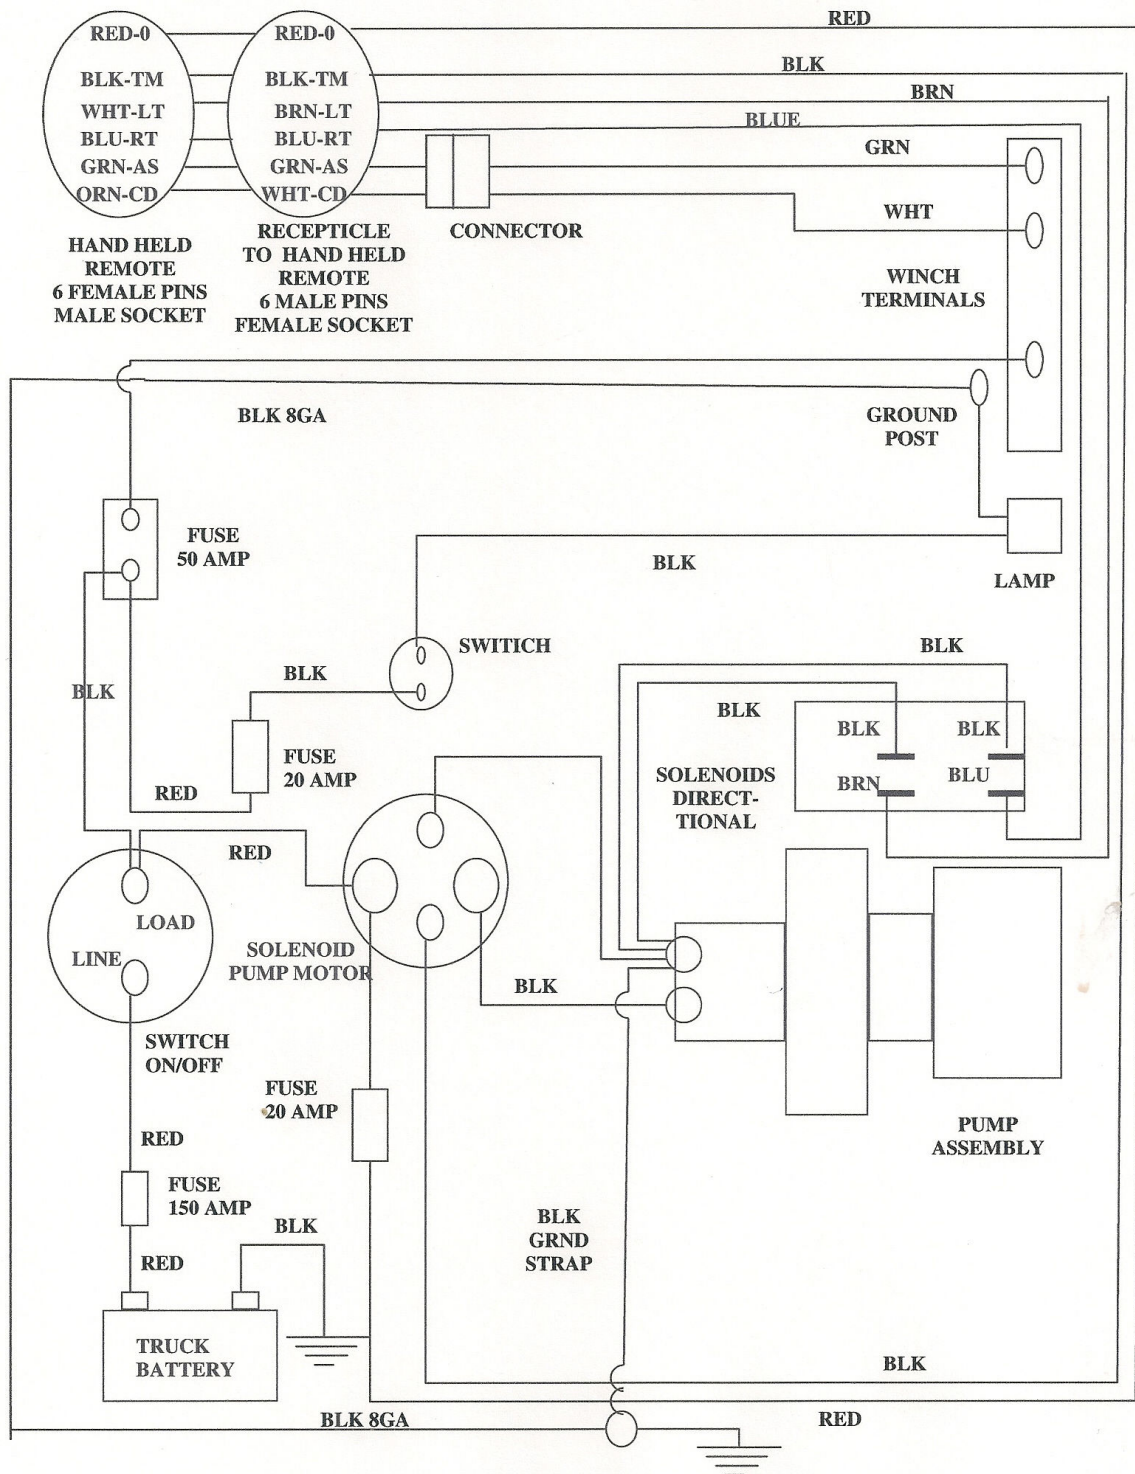 RED
RED-0
RED-0
BLK
BLK-TM
BLK-TM
BRN
WHT-LT
BRN-LT
BLUE
BLU-RT
BLU-RT
GRN
GRN-AS
GRN-AS
ORN-CD
WHT-CD
WHT
CONNECTOR
HAND HELD
REMOTE
6 FEMALE PINS
MALE SOCKET
RECEPTICLE
TO HAND HELD
REMOTE
6 MALE PINS
FEMALE SOCKET
WINCH
TERMINALS
BLK 8GA
GROUND
POST
FUSE
50 AMP
BLK
LAMP
SWITICH
BLK
BLK
BLK
BLK
BLK
BLK
FUSE
20 AMP
SOLENOIDS
DIRECT-
TIONAL
BRN
BLU
RED
RED
LOAD
LINE
SOLENOID
PUMP MOTOR
BLK
SWITCH
ON/OFF
FUSE
20 AMP
RED
PUMP
ASSEMBLY
FUSE
150 AMP
BLK
BLK
GRND
STRAP
RED
TRUCK
BATTERY
BLK
BLK 8GA
RED